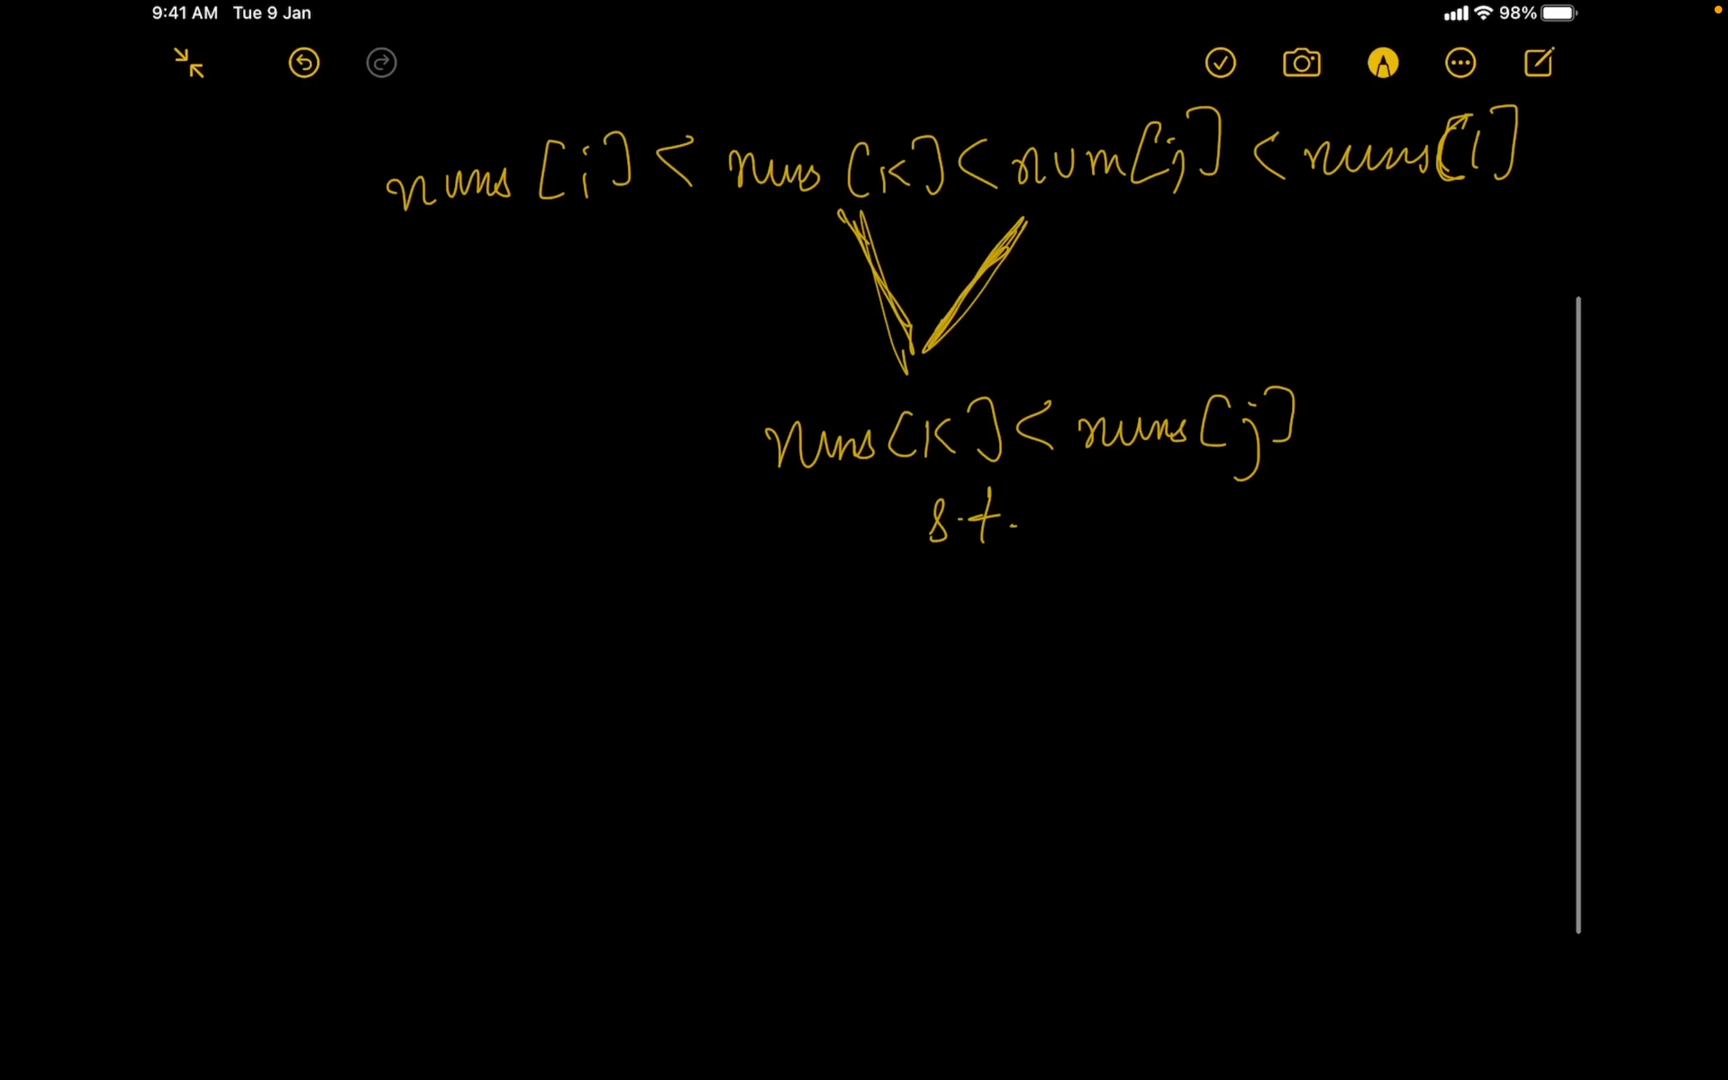 9:41 AM Tue 9 Jan 98%
nums [i] < nums [k] < num[j] < nums[l]
nums[k] < nums[j]
s.t.